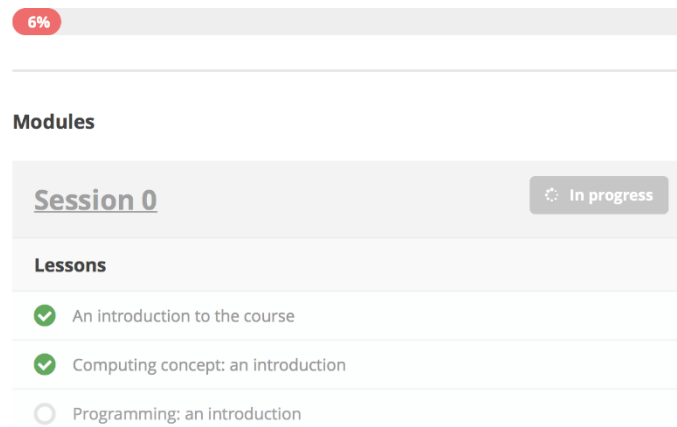 6%
Modules
Session 0
In progress
Lessons
An introduction to the course
Computing concept: an introduction
Programming: an introduction